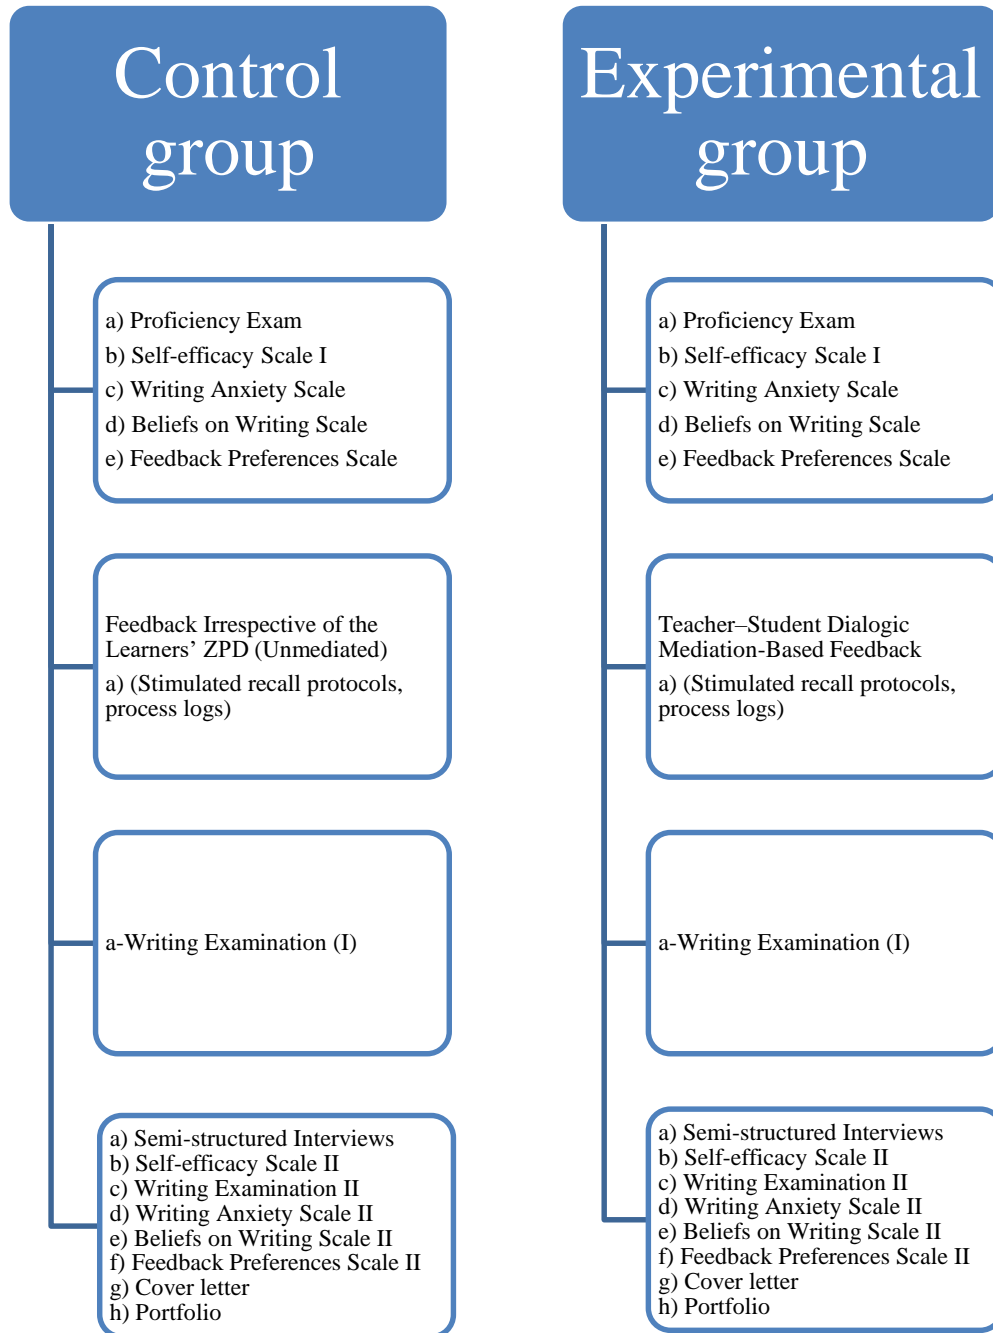 Control
group
a) Proficiency Exam
b) Self-efficacy Scale I
c) Writing Anxiety Scale
d) Beliefs on Writing Scale
e) Feedback Preferences Scale
Feedback Irrespective of the
Learners’ ZPD (Unmediated)
a) (Stimulated recall protocols,
process logs)
a-Writing Examination (I)
a) Semi-structured Interviews
b) Self-efficacy Scale II
c) Writing Examination II
d) Writing Anxiety Scale II
e) Beliefs on Writing Scale II
f) Feedback Preferences Scale II
g) Cover letter
h) Portfolio
Experimental
group
a) Proficiency Exam
b) Self-efficacy Scale I
c) Writing Anxiety Scale
d) Beliefs on Writing Scale
e) Feedback Preferences Scale
Teacher–Student Dialogic
Mediation-Based Feedback
a) (Stimulated recall protocols,
process logs)
a-Writing Examination (I)
a) Semi-structured Interviews
b) Self-efficacy Scale II
c) Writing Examination II
d) Writing Anxiety Scale II
e) Beliefs on Writing Scale II
f) Feedback Preferences Scale II
g) Cover letter
h) Portfolio